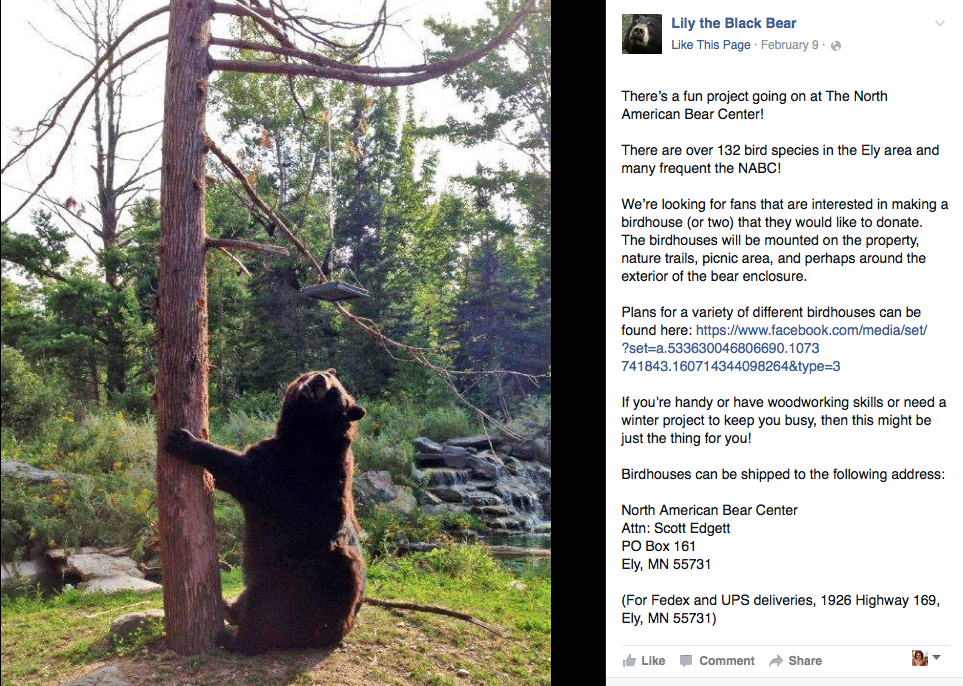 Lily the Black Bear
Like This Page · February 9 ·
There's a fun project going on at The North
American Bear Center!
There are over 132 bird species in the Ely area and
many frequent the NABC!
We're looking for fans that are interested in making a
birdhouse (or two) that they would like to donate.
The birdhouses will be mounted on the property,
nature trails, picnic area, and perhaps around the
exterior of the bear enclosure.
Plans for a variety of different birdhouses can be
found here: https://www.facebook.com/media/set/
?set=a.533630046806690.1073
741843.160714344098264&type=3
If you're handy or have woodworking skills or need a
winter project to keep you busy, then this might be
just the thing for you!
Birdhouses can be shipped to the following address:
North American Bear Center
Attn: Scott Edgett
PO Box 161
Ely, MN 55731
(For Fedex and UPS deliveries, 1926 Highway 169,
Ely, MN 55731)
Like Comment Share